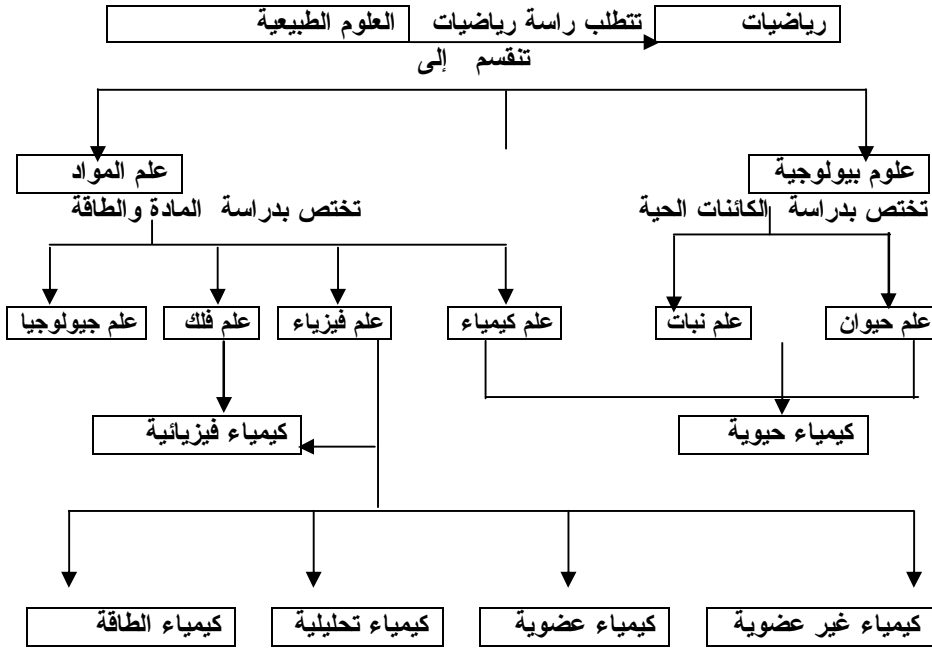 رياضيات تتطلب راسة رياضيات العلوم الطبيعية
تنقسم إلى
علوم بيولوجية علم المواد
تختص بدراسة الكائنات الحية تختص بدراسة المادة والطاقة
علم حيوان علم نبات علم كيمياء علم فيزياء علم فلك علم جيولوجيا
كيمياء حيوية كيمياء فيزيائية
كيمياء غير عضوية كيمياء عضوية كيمياء تحليلية كيمياء الطاقة